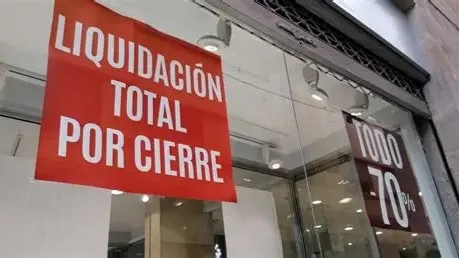 LIQUIDACIÓN
TOTAL
POR CIERRE
TODO
70%